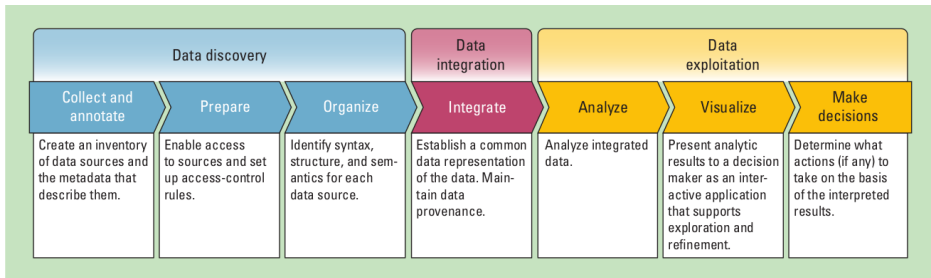 Data discovery
Data
integration
Data
exploitation
Collect and
annotate
Prepare
Organize
Integrate
Analyze
Visualize
Make
decisions
Create an inventory
of data sources and
the metadata that
describe them.
Enable access
to sources and set
up access-control
rules.
Identify syntax,
structure, and sem-
antics for each
data source.
Establish a common
data representation
of the data. Main-
tain data
provenance.
Analyze integrated
data.
Present analytic
results to a decision
maker as an inter-
active application
that supports
exploration and
refinement.
Determine what
actions (if any) to
take on the basis
of the interpreted
results.